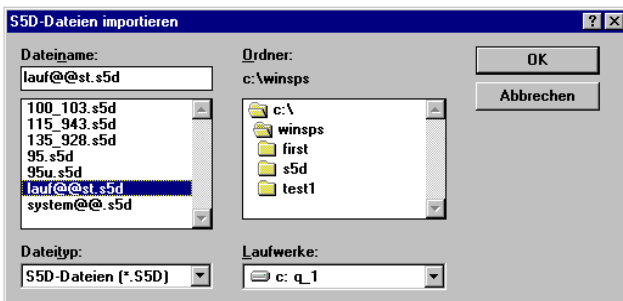 S5D-Dateien importieren
Dateiname:
lauf@@st.s5d
100_103.s5d
115_943.s5d
135_928.s5d
95.s5d
95u.s5d
lauf@@st.s5d
system@@.s5d
Dateityp:
S5D-Dateien (*.S5D)
Ordner:
c:\winsps
c:\
winsps
first
s5d
test1
Laufwerke:
c: q_1
OK
Abbrechen